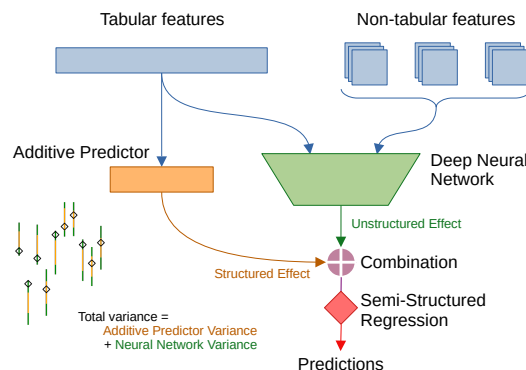 Tabular features
Non-tabular features
Additive Predictor
Deep Neural
Network
Unstructured Effect
Structured Effect
Combination
Semi-Structured
Regression
Total variance =
Additive Predictor Variance
+ Neural Network Variance
Predictions